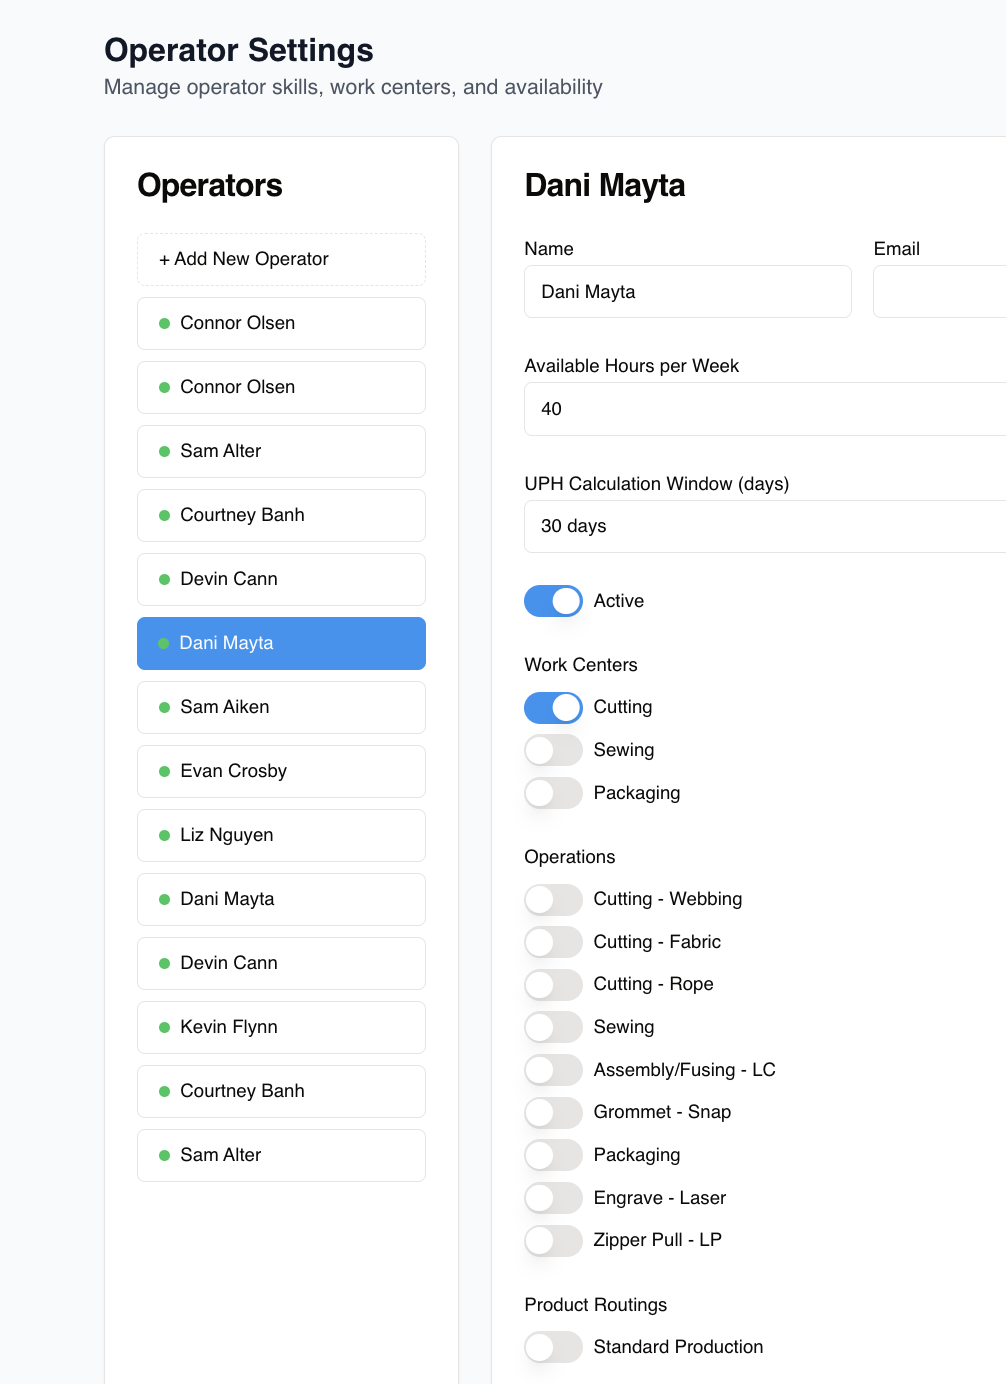 Operator Settings
Manage operator skills, work centers, and availability
Operators
+ Add New Operator
Connor Olsen
Connor Olsen
Sam Alter
Courtney Banh
Devin Cann
Dani Mayta
Sam Aiken
Evan Crosby
Liz Nguyen
Dani Mayta
Devin Cann
Kevin Flynn
Courtney Banh
Sam Alter
Dani Mayta
Name
Email
Dani Mayta
Available Hours per Week
40
UPH Calculation Window (days)
30 days
Active
Work Centers
Cutting
Sewing
Packaging
Operations
Cutting - Webbing
Cutting - Fabric
Cutting - Rope
Sewing
Assembly/Fusing - LC
Grommet - Snap
Packaging
Engrave - Laser
Zipper Pull - LP
Product Routings
Standard Production